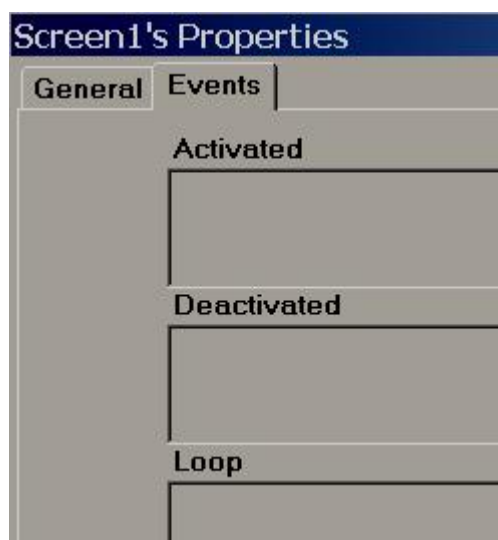 Screen1's Properties
General Events
Activated
Deactivated
Loop